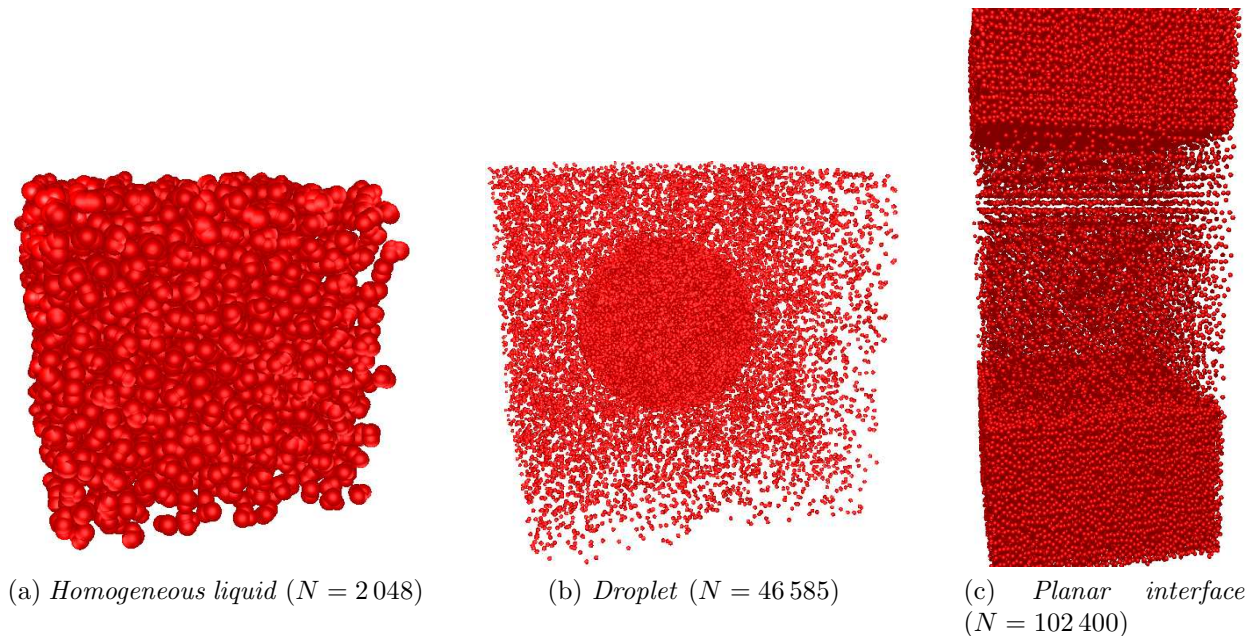 (a) Homogeneous liquid (N = 2 048)
(b) Droplet (N = 46 585)
(c) Planar interface
(N = 102 400)